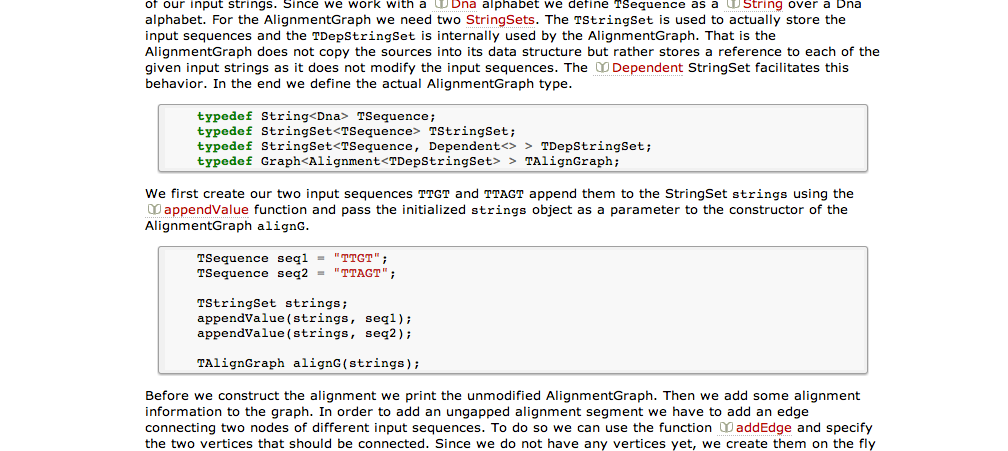 of our input strings. Since we work with a Dna alphabet we define TSequence as a String over a Dna
alphabet. For the AlignmentGraph we need two StringSets. The TStringSet is used to actually store the
input sequences and the TDepStringSet is internally used by the AlignmentGraph. That is the
AlignmentGraph does not copy the sources into its data structure but rather stores a reference to each of the
given input strings as it does not modify the input sequences. The Dependent StringSet facilitates this
behavior. In the end we define the actual AlignmentGraph type.
typedef String<Dna> TSequence;
typedef StringSet<TSequence> TStringSet;
typedef StringSet<TSequence, Dependent<> > TDepStringSet;
typedef Graph<Alignment<TDepStringSet> > TAlignGraph;
We first create our two input sequences TTGT and TTAGT append them to the StringSet strings using the
appendValue function and pass the initialized strings object as a parameter to the constructor of the
AlignmentGraph alignG.
TSequence seq1 = "TTGT";
TSequence seq2 = "TTAGT";
TStringSet strings;
appendValue(strings, seq1);
appendValue(strings, seq2);
TAlignGraph alignG(strings);
Before we construct the alignment we print the unmodified AlignmentGraph. Then we add some alignment
information to the graph. In order to add an ungapped alignment segment we have to add an edge
connecting two nodes of different input sequences. To do so we can use the function addEdge and specify
the two vertices that should be connected. Since we do not have any vertices yet, we create them on the fly